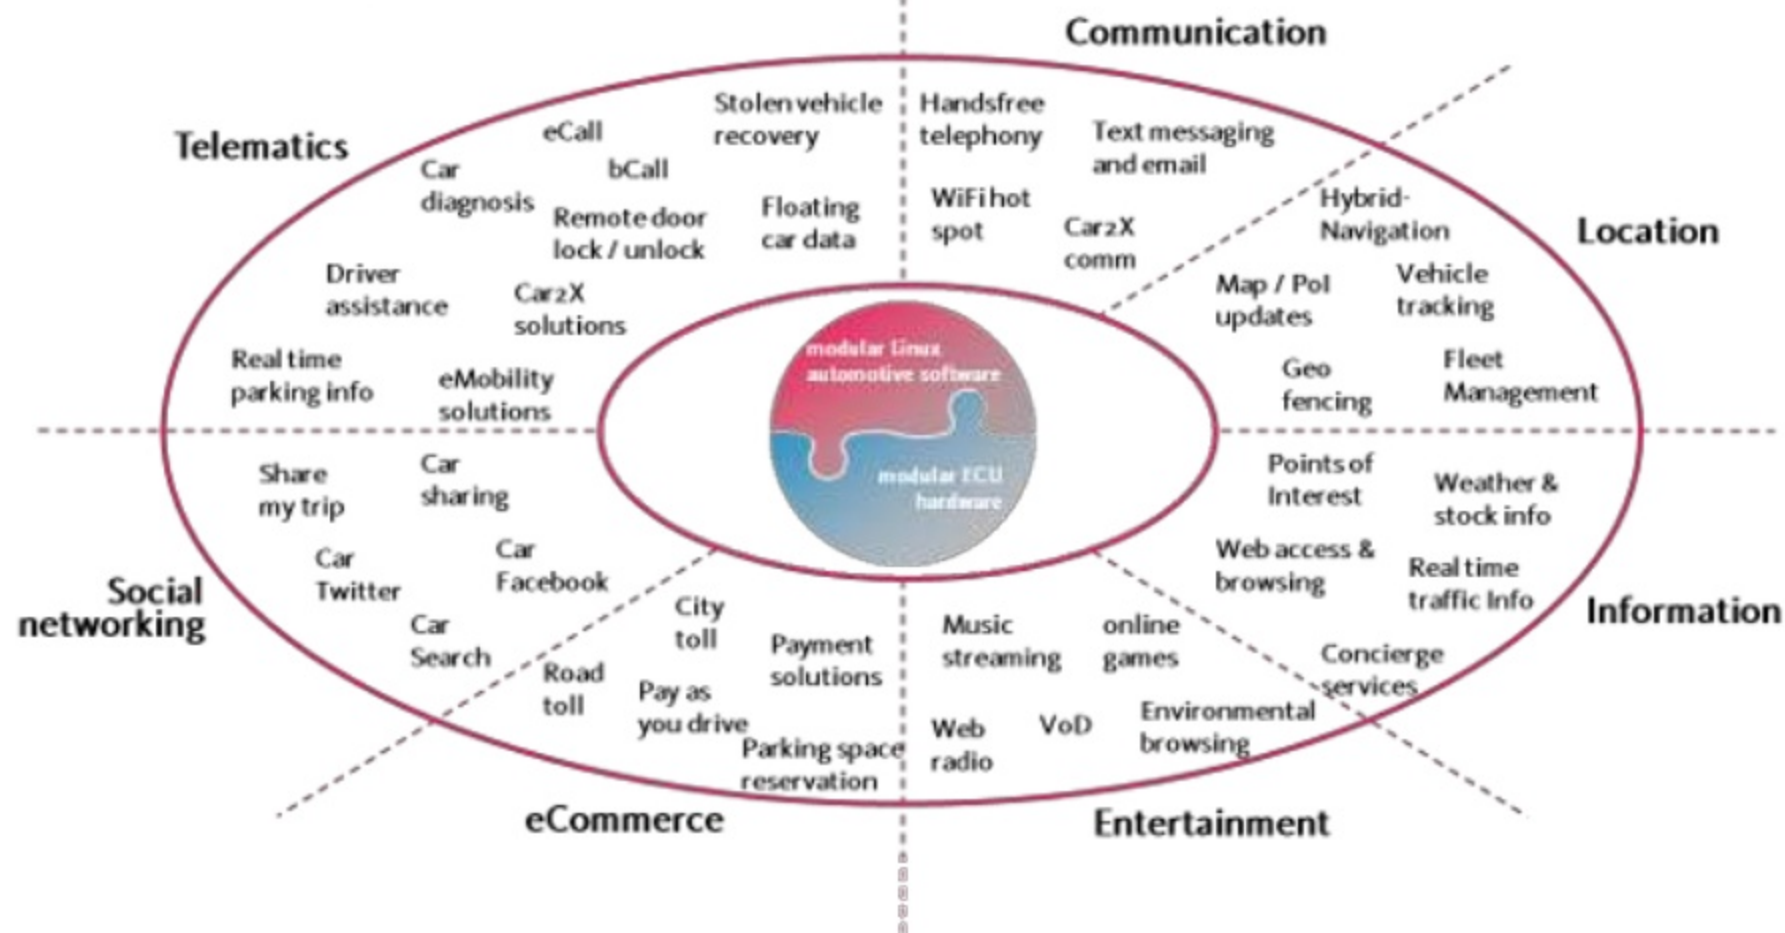 Communication
Handsfree
telephony
Text messaging
and email
WiFi hot
spot
Car2X
comm
Location
Hybrid-
Navigation
Map / PoI
updates
Vehicle
tracking
Geo
fencing
Fleet
Management
Information
Points of
Interest
Weather &
stock info
Web access &
browsing
Real time
traffic Info
Concierge
services
Entertainment
Music
streaming
online
games
Web
radio
VoD
Environmental
browsing
eCommerce
City
toll
Payment
solutions
Road
toll
Pay as
you drive
Parking space
reservation
Social
networking
Share
my trip
Car
sharing
Car
Twitter
Car
Facebook
Car
Search
Telematics
Stolen vehicle
recovery
eCall
bCall
Car
diagnosis
Remote door
lock / unlock
Floating
car data
Driver
assistance
Car2X
solutions
Real time
parking info
eMobility
solutions
modular Linux
automotive software
modular ECU
hardware